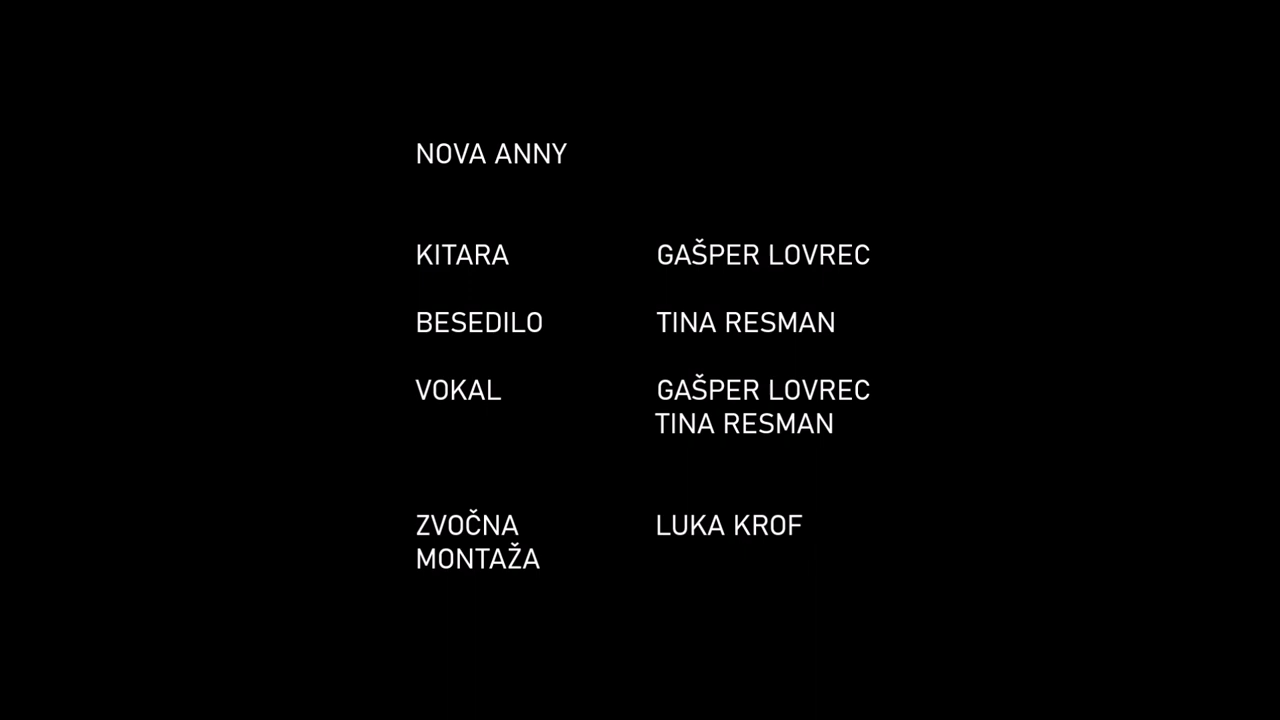 NOVA ANNY
KITARA GAŠPER LOVREC
BESEDILO TINA RESMAN
VOKAL GAŠPER LOVREC
TINA RESMAN
ZVOČNA LUKA KROF
MONTAŽA